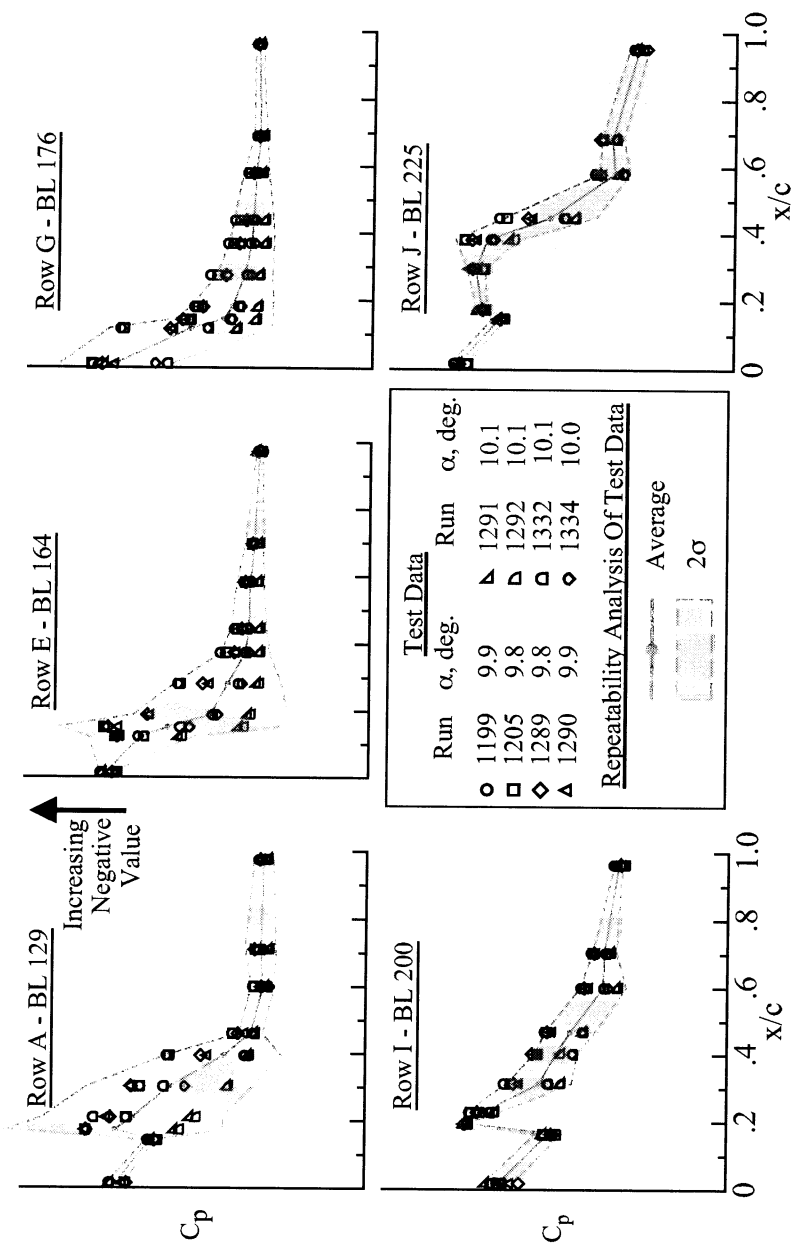 Row A - BL 129
Row E - BL 164
Row G - BL 176
Increasing
Negative
Value
Cp
Row I - BL 200
Row J - BL 225
Cp
0 .2 .4 .6 .8 1.0
x/c
0 .2 .4 .6 .8 1.0
x/c
Test Data
Run α, deg. Run α, deg.
1199 9.9 1291 10.1
1205 9.8 1292 10.1
1289 9.8 1332 10.1
1290 9.9 1334 10.0
Repeatability Analysis Of Test Data
Average
2σ